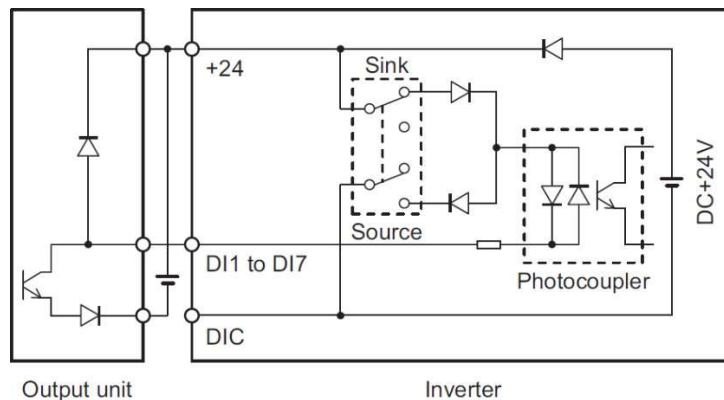 +24
Sink
Source
DI1 to DI7
DIC
Photocoupler
DC+24V
Output unit
Inverter